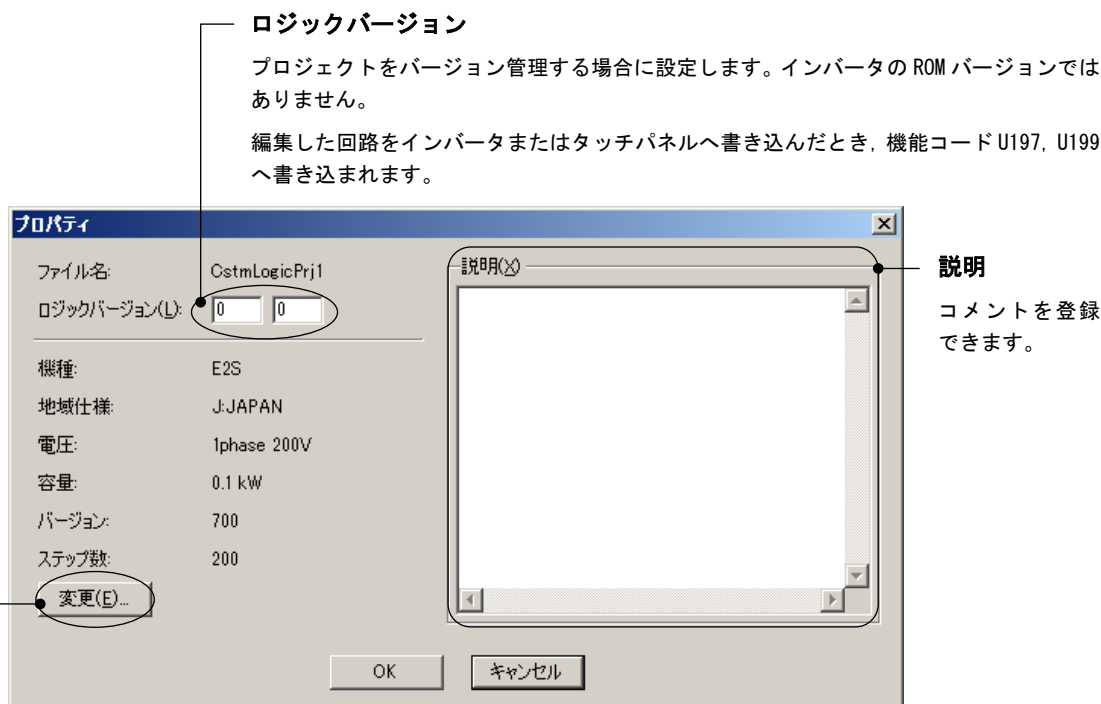 ロジックバージョン
プロジェクトをバージョン管理する場合に設定します。インバータの ROM バージョンでは
ありません。
編集した回路をインバータまたはタッチパネルへ書き込んだとき, 機能コード U197, U199
へ書き込まれます。
プロパティ
ファイル名: CstmLogicPrj1
ロジックバージョン(L): 0 0
機種: E2S
地域仕様: J:JAPAN
電圧: 1phase 200V
容量: 0.1 kW
バージョン: 700
ステップ数: 200
変更(E)...
説明(X)
OK キャンセル
説明
コメントを登録
できます。